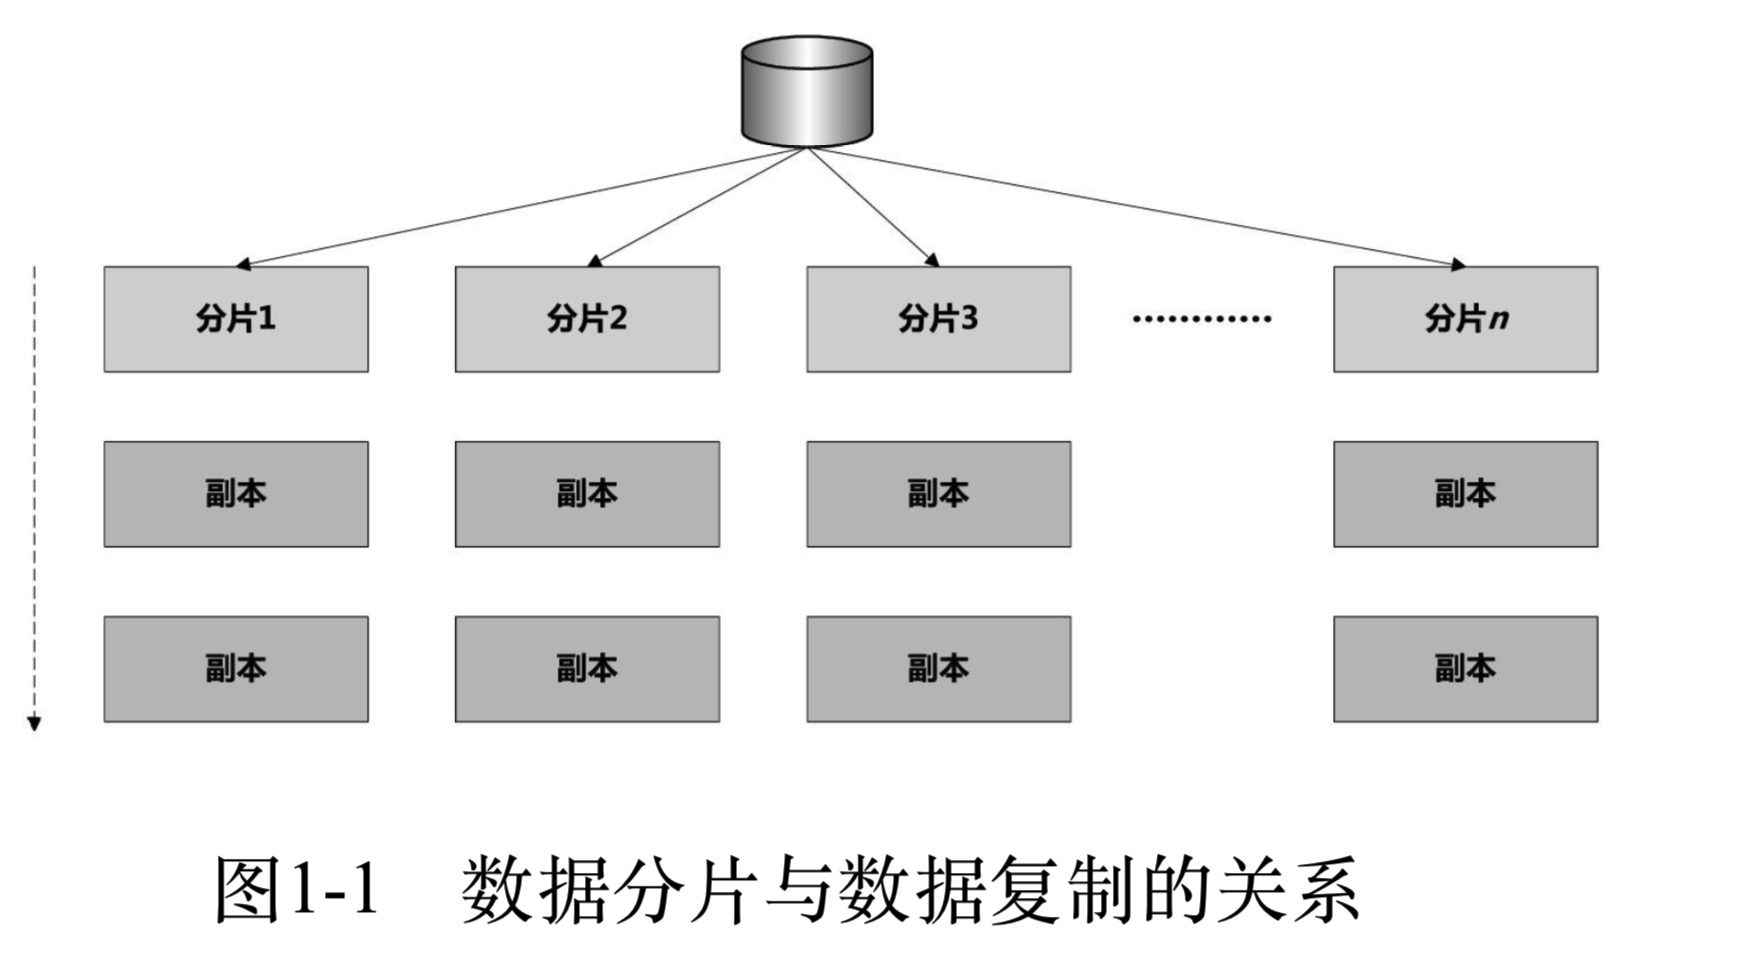 分片1 分片2 分片3 ············ 分片n
副本 副本 副本 副本
副本 副本 副本 副本
图1-1 数据分片与数据复制的关系